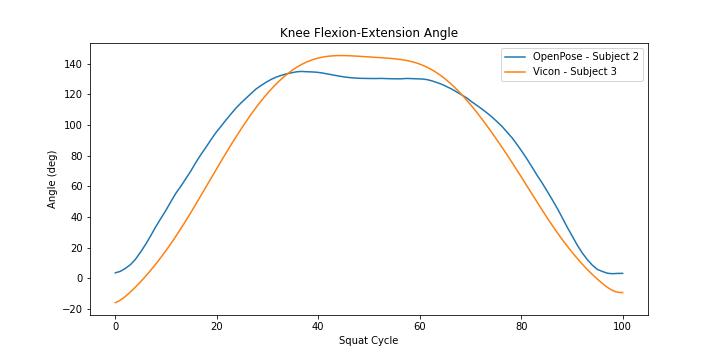 Knee Flexion-Extension Angle
OpenPose - Subject 2
Vicon - Subject 3
Angle (deg)
140
120
100
80
60
40
20
0
−20
0 20 40 60 80 100
Squat Cycle